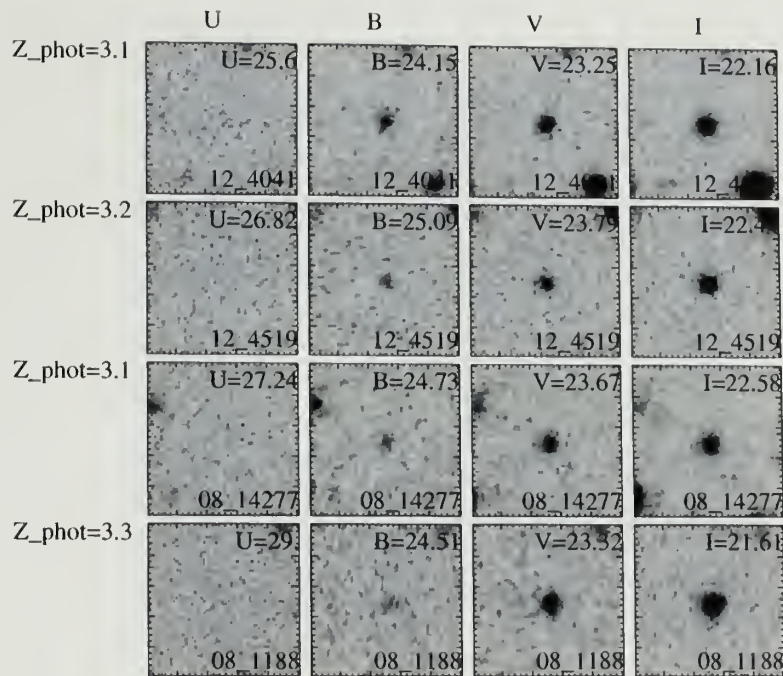 U B V I
Z_phot=3.1 U=25.6 B=24.15 V=23.25 I=22.16
12_4041 12_4041
Z_phot=3.2 U=26.82 B=25.09 V=23.79
12_4519 12_4519 12_4519 12_4519
Z_phot=3.1 U=27.24 B=24.73 V=23.67 I=22.58
08_14277 08_14277 08_14277 08_14277
Z_phot=3.3 U=29. B=24.51 I=21.61
08_1188 08_1188 08_1188 08_1188